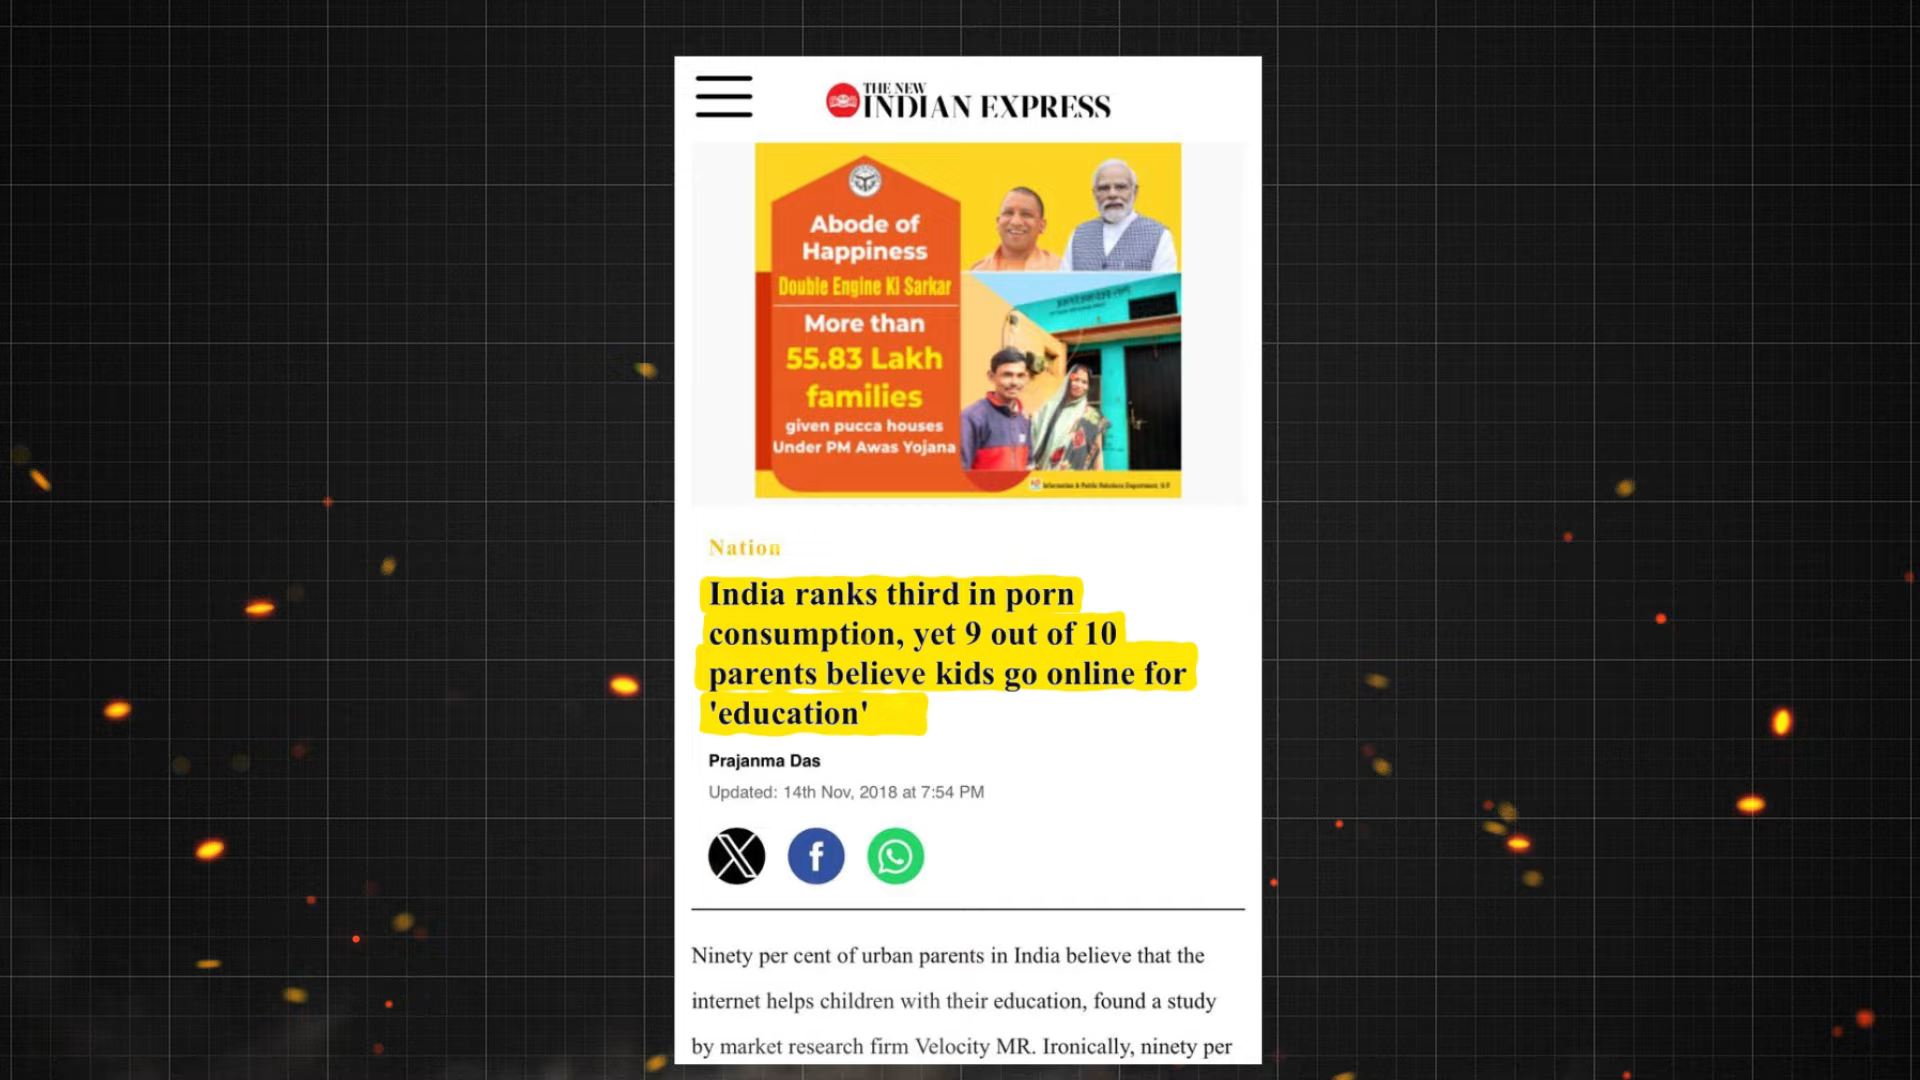 THE NEW
INDIAN EXPRESS
Abode of
Happiness
Double Engine Ki Sarkar
More than
55.83 Lakh
families
given pucca houses
Under PM Awas Yojana
Information & Public Relations Department, U.P
Nation
India ranks third in porn
consumption, yet 9 out of 10
parents believe kids go online for
'education'
Prajanma Das
Updated: 14th Nov, 2018 at 7:54 PM
Ninety per cent of urban parents in India believe that the
internet helps children with their education, found a study
by market research firm Velocity MR. Ironically, ninety per